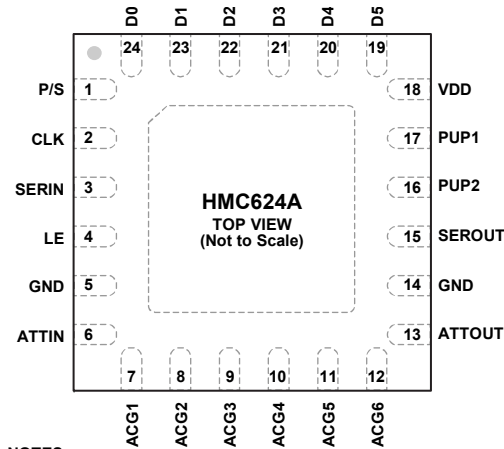 D0 D1 D2 D3 D4 D5
24 23 22 21 20 19
P/S 1 18 VDD
CLK 2 17 PUP1
SERIN 3 16 PUP2
HMC624A
TOP VIEW
(Not to Scale)
LE 4 15 SEROUT
GND 5 14 GND
ATTIN 6 13 ATTOUT
7 8 9 10 11 12
ACG1 ACG2 ACG3 ACG4 ACG5 ACG6